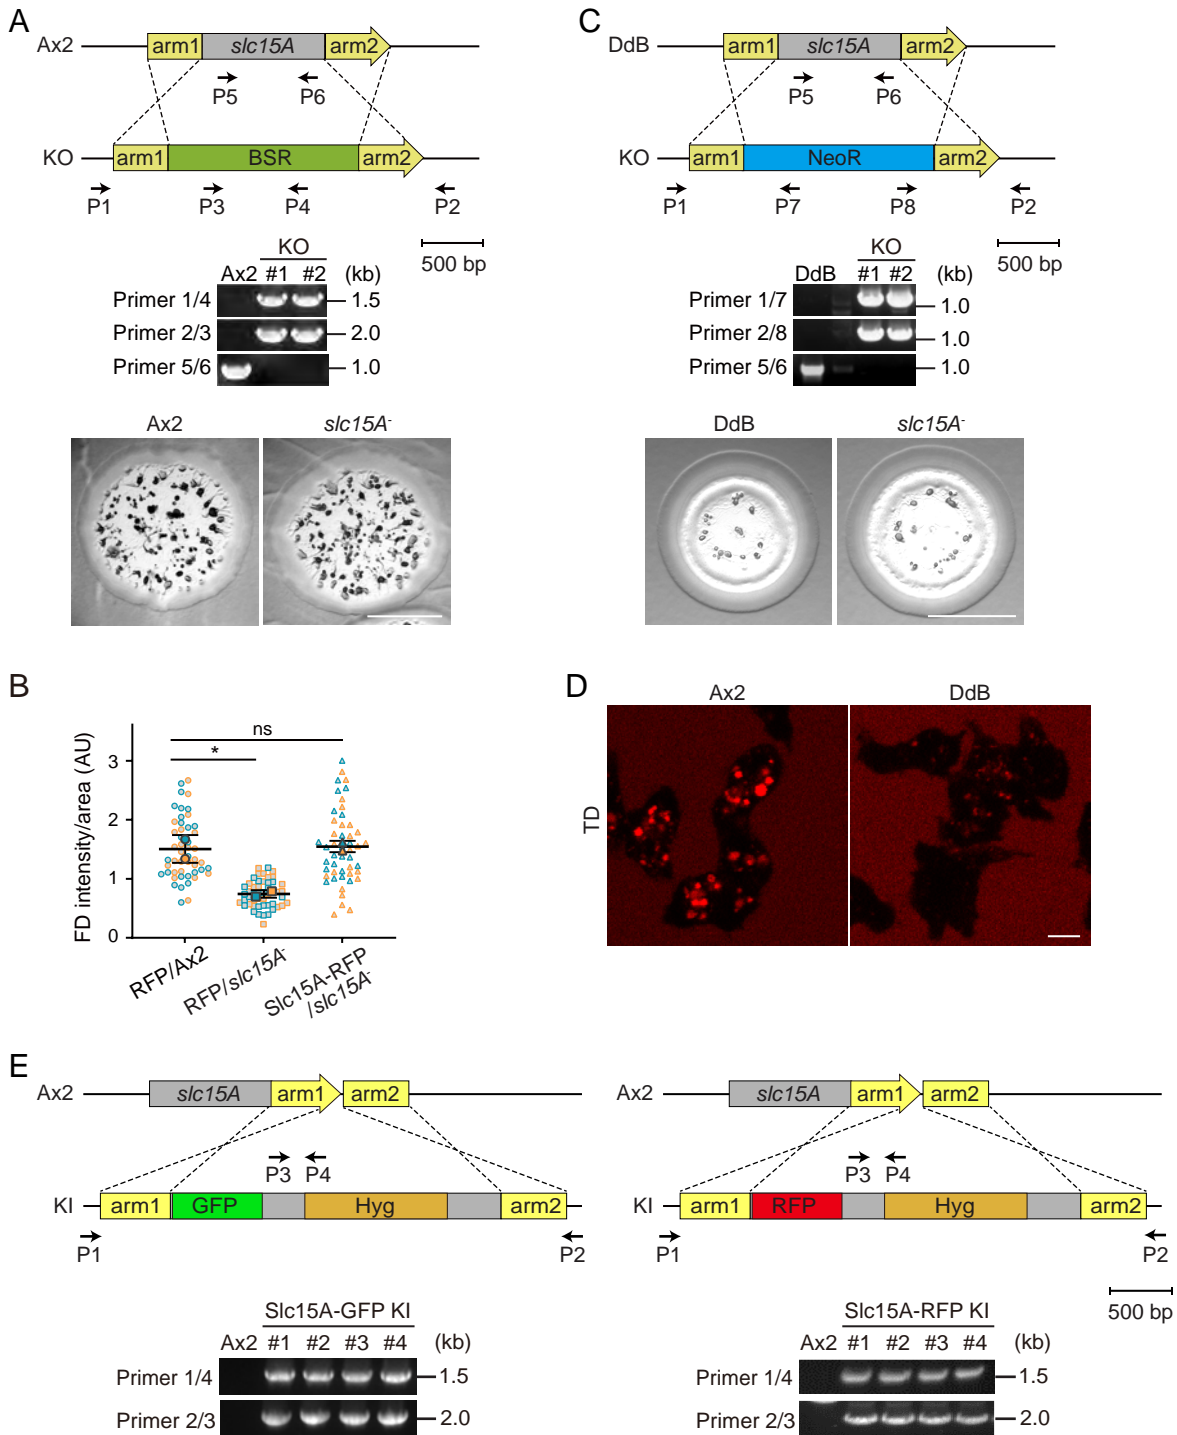 A
Ax2
arm1
slc15A
arm2
P5
P6
KO
arm1
BSR
arm2
P1
P3
P4
P2
500 bp
KO
Ax2 #1 #2 (kb)
Primer 1/4
1.5
Primer 2/3
2.0
Primer 5/6
1.0
Ax2
slc15A-
C
DdB
arm1
slc15A
arm2
P5
P6
KO
arm1
NeoR
arm2
P1
P7
P8
P2
500 bp
KO
DdB #1 #2 (kb)
Primer 1/7
1.0
Primer 2/8
1.0
Primer 5/6
1.0
DdB
slc15A-
B
ns
*
FD intensity/area (AU)
3
2
1
0
RFP/Ax2
RFP/slc15A-
Slc15A-RFP
/slc15A-
D
Ax2
DdB
TD
E
Ax2
slc15A
arm1
arm2
P3
P4
KI
arm1
GFP
Hyg
arm2
P1
P2
Slc15A-GFP KI
Ax2 #1 #2 #3 #4 (kb)
Primer 1/4
1.5
Primer 2/3
2.0
Ax2
slc15A
arm1
arm2
P3
P4
KI
arm1
RFP
Hyg
arm2
P1
P2
500 bp
Slc15A-RFP KI
Ax2 #1 #2 #3 #4 (kb)
Primer 1/4
1.5
Primer 2/3
2.0